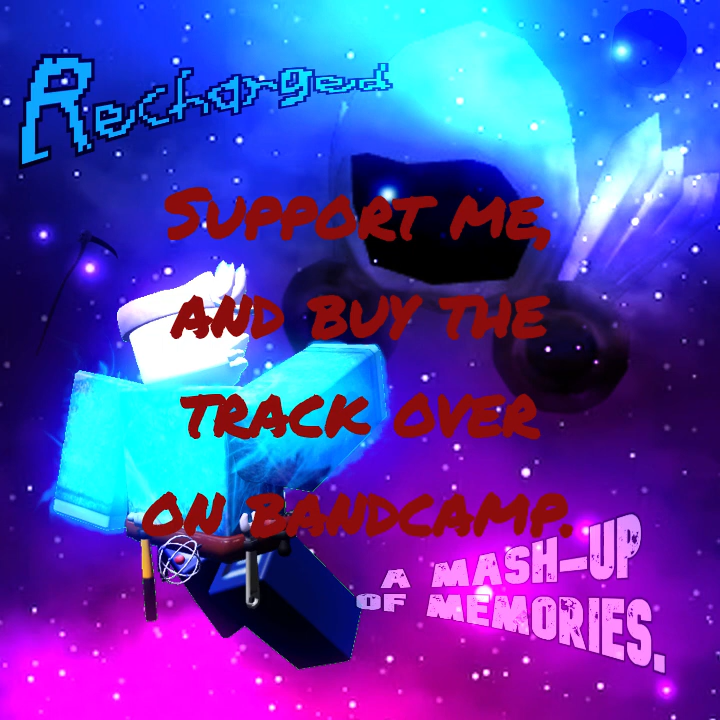 Recharged
SUPPORT ME,
AND BUY THE
TRACK OVER
ON BANDCAMP.
A MASH-UP
OF MEMORIES.